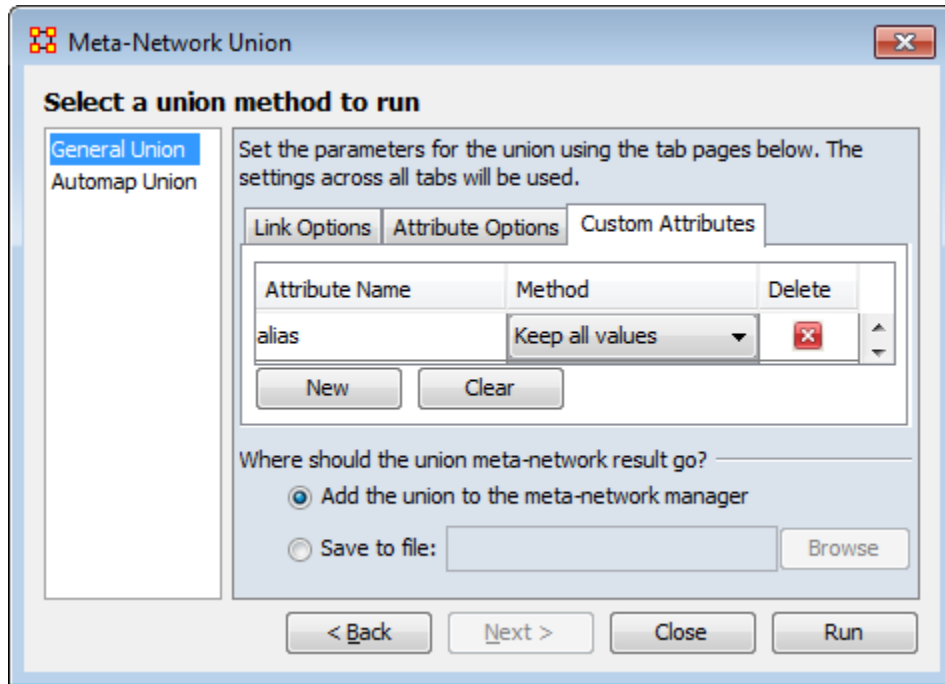 Meta-Network Union
Select a union method to run
General Union
Automap Union
Set the parameters for the union using the tab pages below. The
settings across all tabs will be used.
Link Options Attribute Options Custom Attributes
Attribute Name Method Delete
alias Keep all values
New Clear
Where should the union meta-network result go?
Add the union to the meta-network manager
Save to file: Browse
< Back Next > Close Run